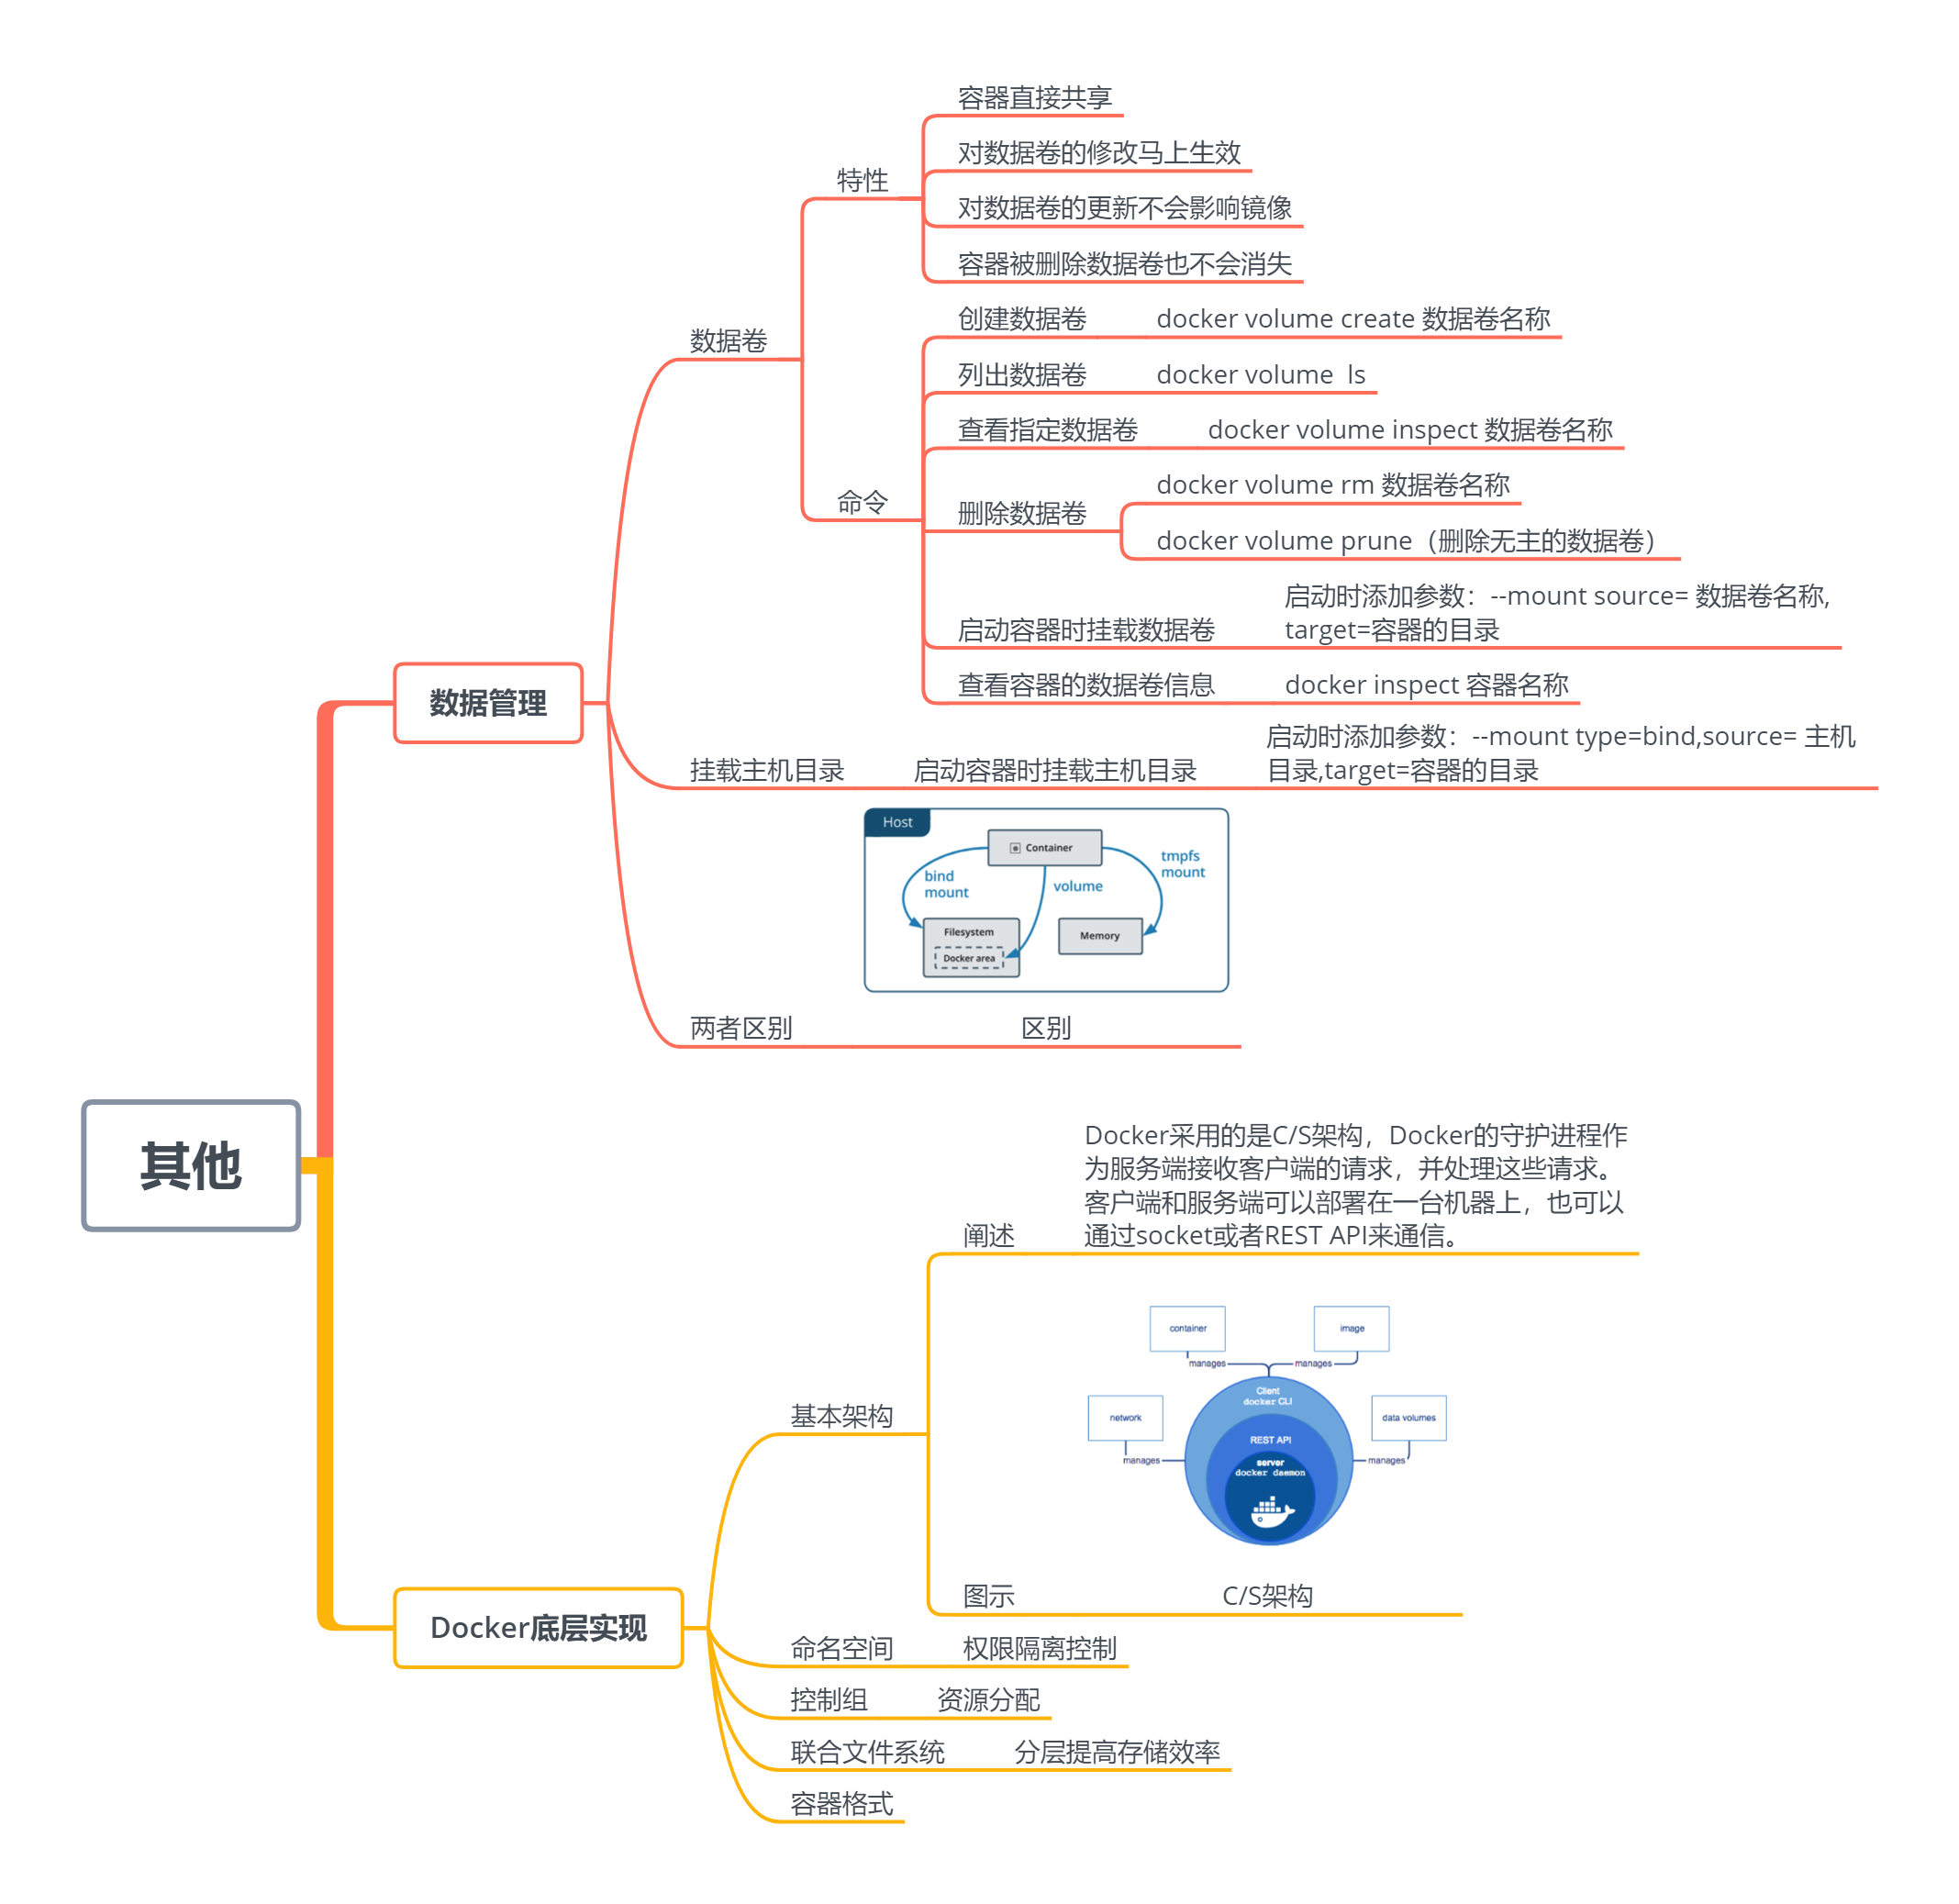 其他
数据管理
数据卷
特性
容器直接共享
对数据卷的修改马上生效
对数据卷的更新不会影响镜像
容器被删除数据卷也不会消失
命令
创建数据卷
docker volume create 数据卷名称
列出数据卷
docker volume  ls
查看指定数据卷
docker volume inspect 数据卷名称
删除数据卷
docker volume rm 数据卷名称
docker volume prune（删除无主的数据卷）
启动容器时挂载数据卷
启动时添加参数：--mount source= 数据卷名称,
target=容器的目录
查看容器的数据卷信息
docker inspect 容器名称
挂载主机目录
启动容器时挂载主机目录
启动时添加参数：--mount type=bind,source= 主机
目录,target=容器的目录
两者区别
Host
Container
bind
mount
volume
tmpfs
mount
Filesystem
Docker area
Memory
区别
Docker底层实现
基本架构
阐述
Docker采用的是C/S架构，Docker的守护进程作
为服务端接收客户端的请求，并处理这些请求。
客户端和服务端可以部署在一台机器上，也可以
通过socket或者REST API来通信。
图示
container
image
manages
manages
Client
docker CLI
network
data volumes
REST API
manages
manages
server
docker daemon
C/S架构
命名空间
权限隔离控制
控制组
资源分配
联合文件系统
分层提高存储效率
容器格式